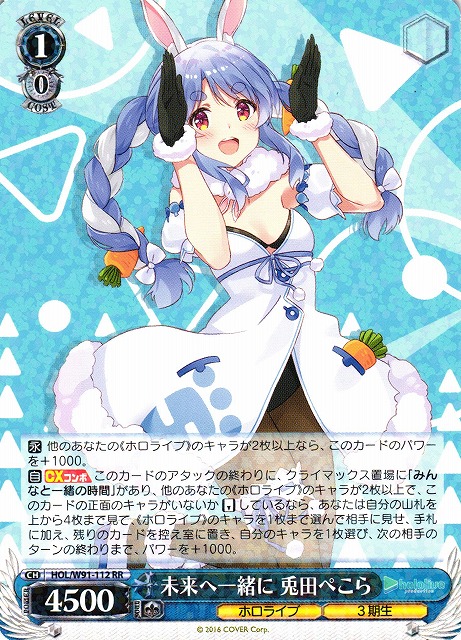 LEVEL
1
0
COST
永 他のあなたの《ホロライブ》のキャラが2枚以上なら、このカードのパワー
を＋1000。
自 CXコンボ このカードのアタックの終わりに、クライマックス置場に「みん
なと一緒の時間」があり、他のあなたの《ホロライブ》のキャラが2枚以上で、こ
のカードの正面のキャラがいないかしているなら、あなたは自分の山札を
上から4枚まで見て、《ホロライブ》のキャラを1枚まで選んで相手に見せ、手札
に加え、残りのカードを控え室に置き、自分のキャラを1枚選び、次の相手の
ターンの終わりまで、パワーを＋1000。
CH HOL/W91-112 RR
POWER
4500
未来へ一緒に 兎田ぺこら
hololive
production
ホロライブ
3期生
© 2016 COVER Corp.